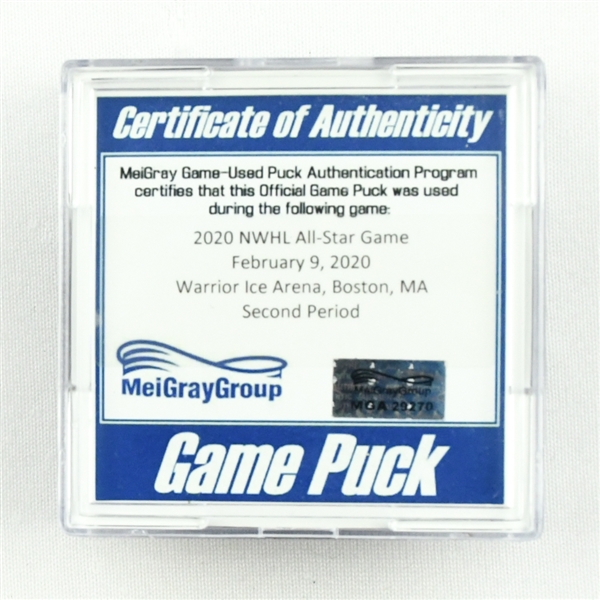 Certificate of Authenticity
MeiGray Game-Used Puck Authentication Program
certifies that this Official Game Puck was used
during the following game:
2020 NWHL All-Star Game
February 9, 2020
Warrior Ice Arena, Boston, MA
Second Period
MeiGrayGroup
MeiGrayGroup
MGA 29270
Game Puck